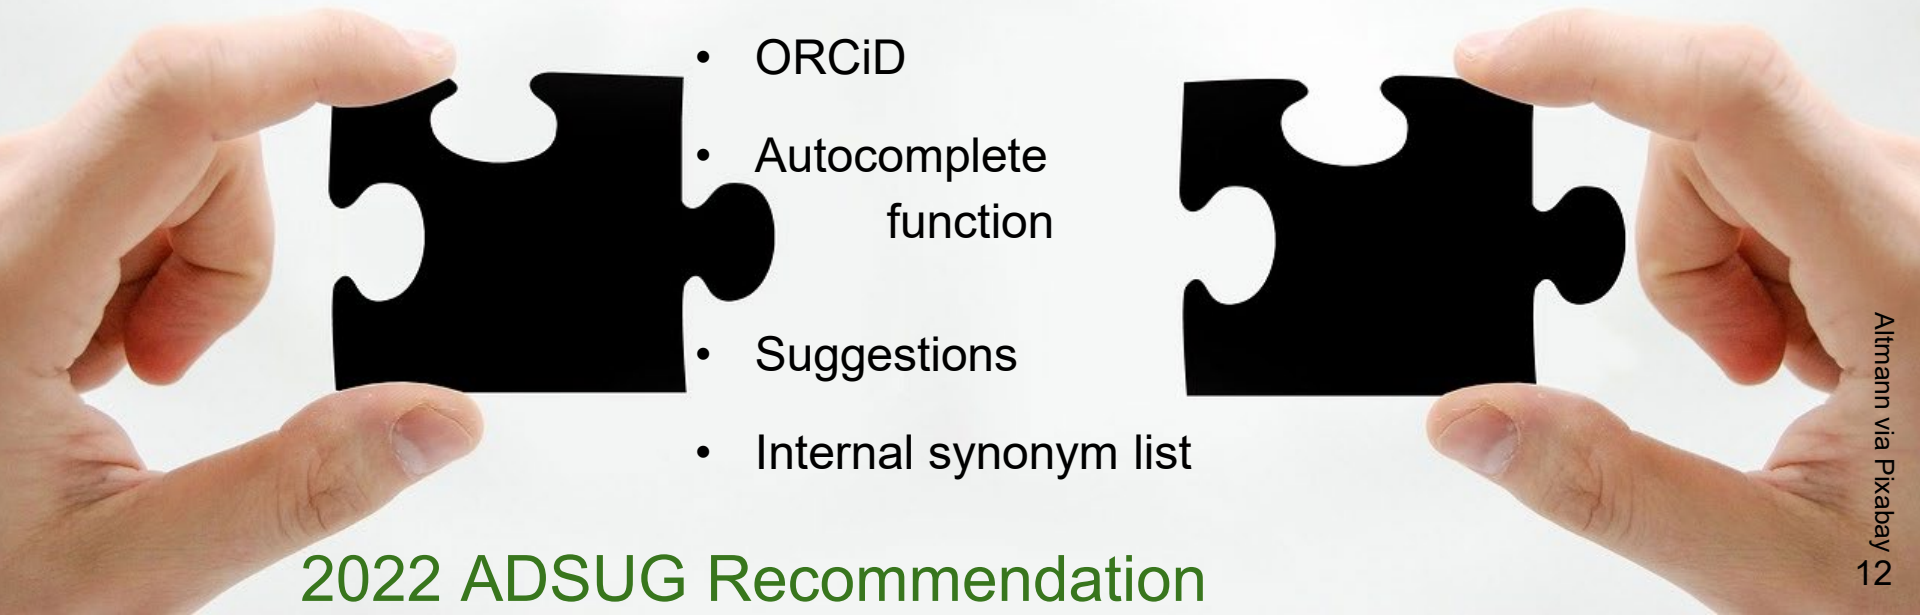 • ORCiD
• Autocomplete
function
• Suggestions
• Internal synonym list
2022 ADSUG Recommendation
Altmann via Pixabay
12